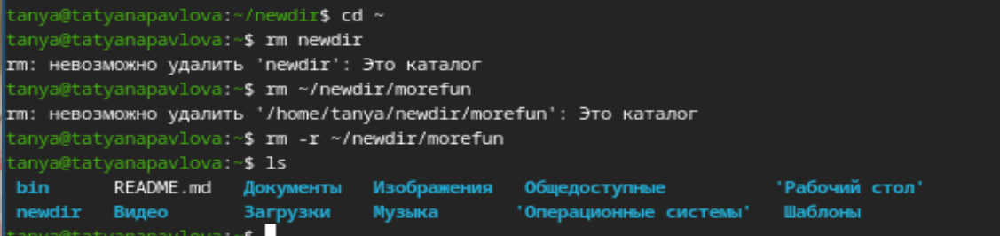 tanya@tatyanapavlova:~/newdir$ cd ~
tanya@tatyanapavlova:~$ rm newdir
rm: невозможно удалить 'newdir': Это каталог
tanya@tatyanapavlova:~$ rm ~/newdir/morefun
rm: невозможно удалить '/home/tanya/newdir/morefun': Это каталог
tanya@tatyanapavlova:~$ rm -r ~/newdir/morefun
tanya@tatyanapavlova:~$ ls
bin README.md Документы Изображения Общедоступные 'Рабочий стол'
newdir Видео Загрузки Музыка 'Операционные системы' Шаблоны
tanya@tatyanapavlova:~$